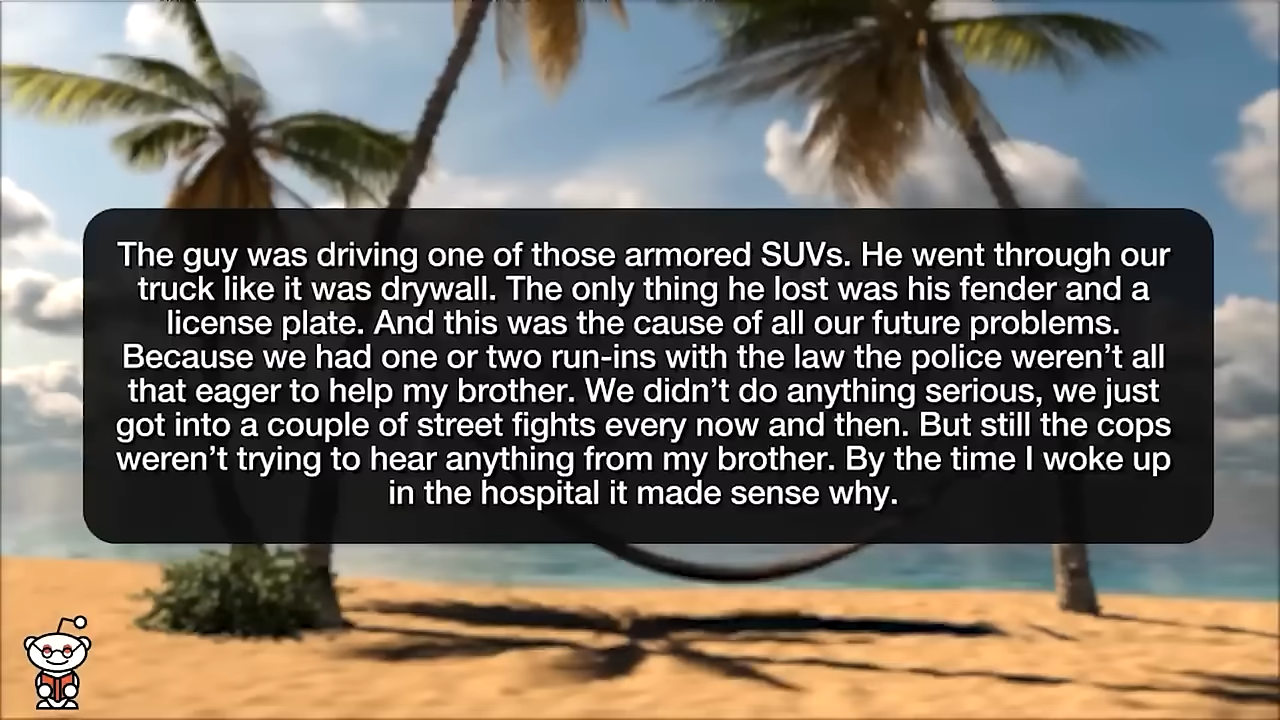 The guy was driving one of those armored SUVs. He went through our
truck like it was drywall. The only thing he lost was his fender and a
license plate. And this was the cause of all our future problems.
Because we had one or two run-ins with the law the police weren’t all
that eager to help my brother. We didn’t do anything serious, we just
got into a couple of street fights every now and then. But still the cops
weren’t trying to hear anything from my brother. By the time I woke up
in the hospital it made sense why.